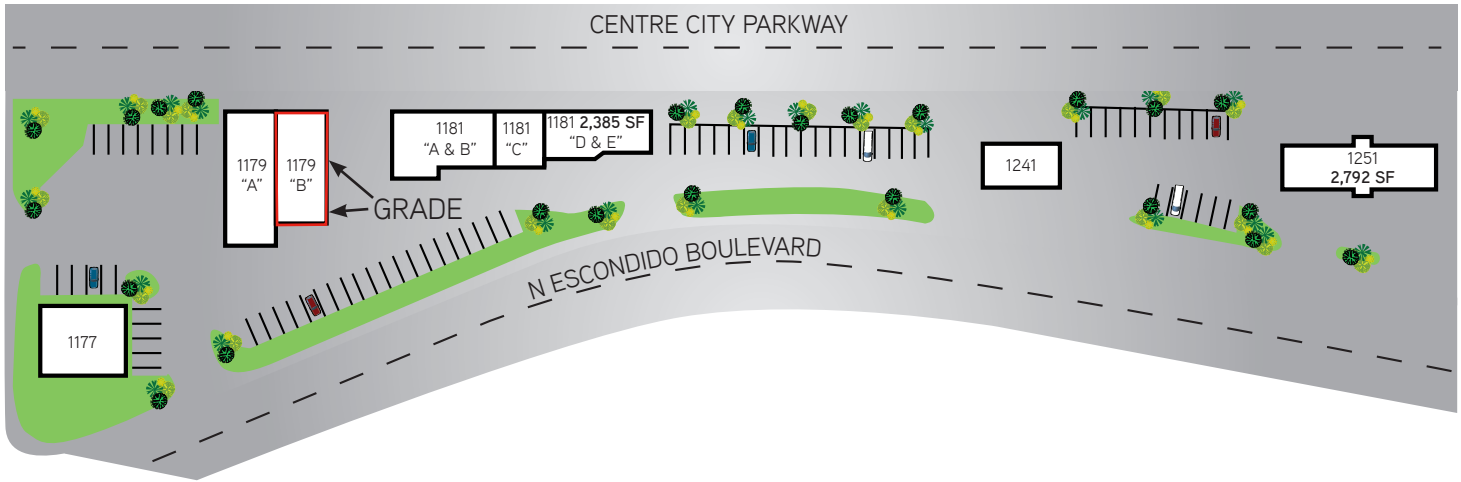 CENTRE CITY PARKWAY
1179
“A”
1179
“B”
GRADE
1181
“A & B”
1181
“C”
1181 2,385 SF
“D & E”
1241
1251
2,792 SF
1177
N ESCONDIDO BOULEVARD